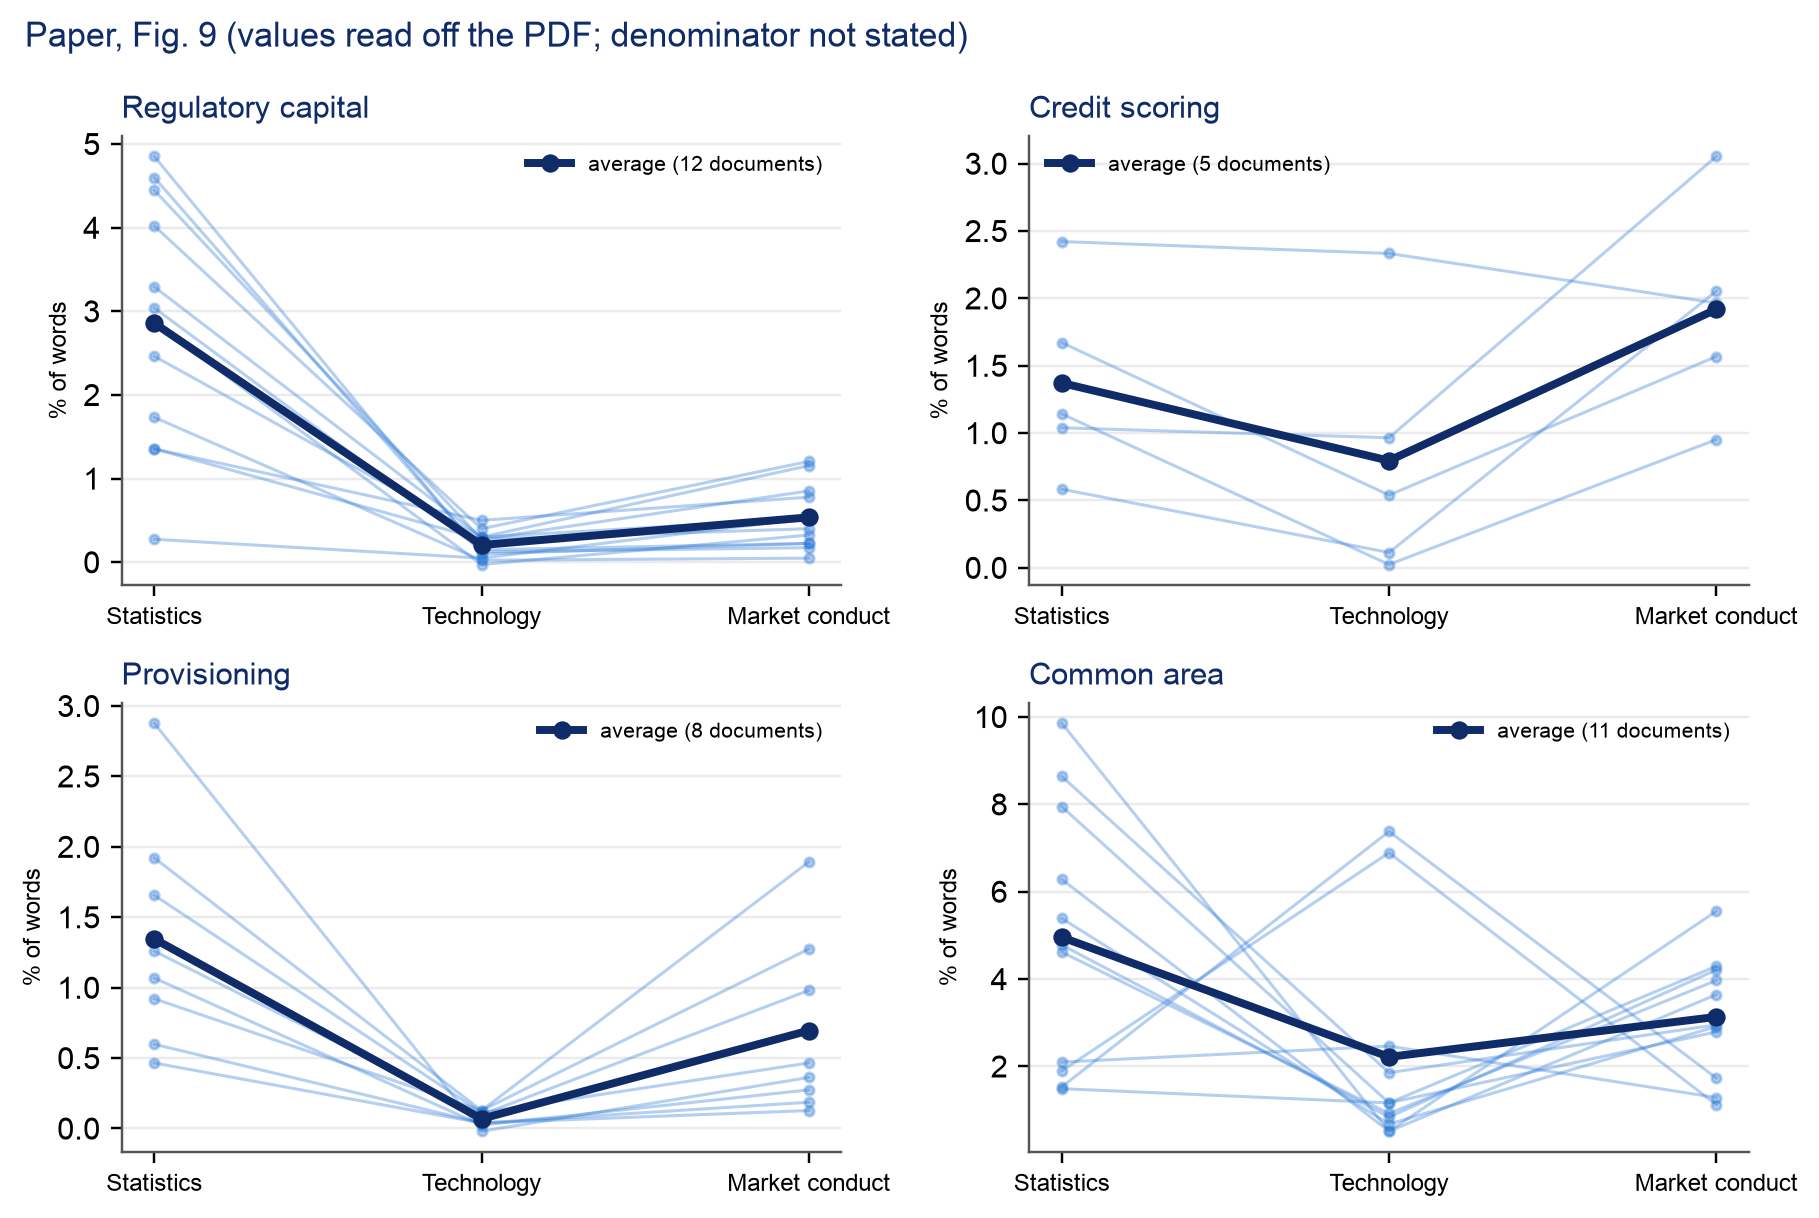 Paper, Fig. 9 (values read off the PDF; denominator not stated)
Regulatory capital
% of words
5
4
3
2
1
0
average (12 documents)
Statistics
Technology
Market conduct
Credit scoring
% of words
3.0
2.5
2.0
1.5
1.0
0.5
0.0
average (5 documents)
Statistics
Technology
Market conduct
Provisioning
% of words
3.0
2.5
2.0
1.5
1.0
0.5
0.0
average (8 documents)
Statistics
Technology
Market conduct
Common area
% of words
10
8
6
4
2
average (11 documents)
Statistics
Technology
Market conduct